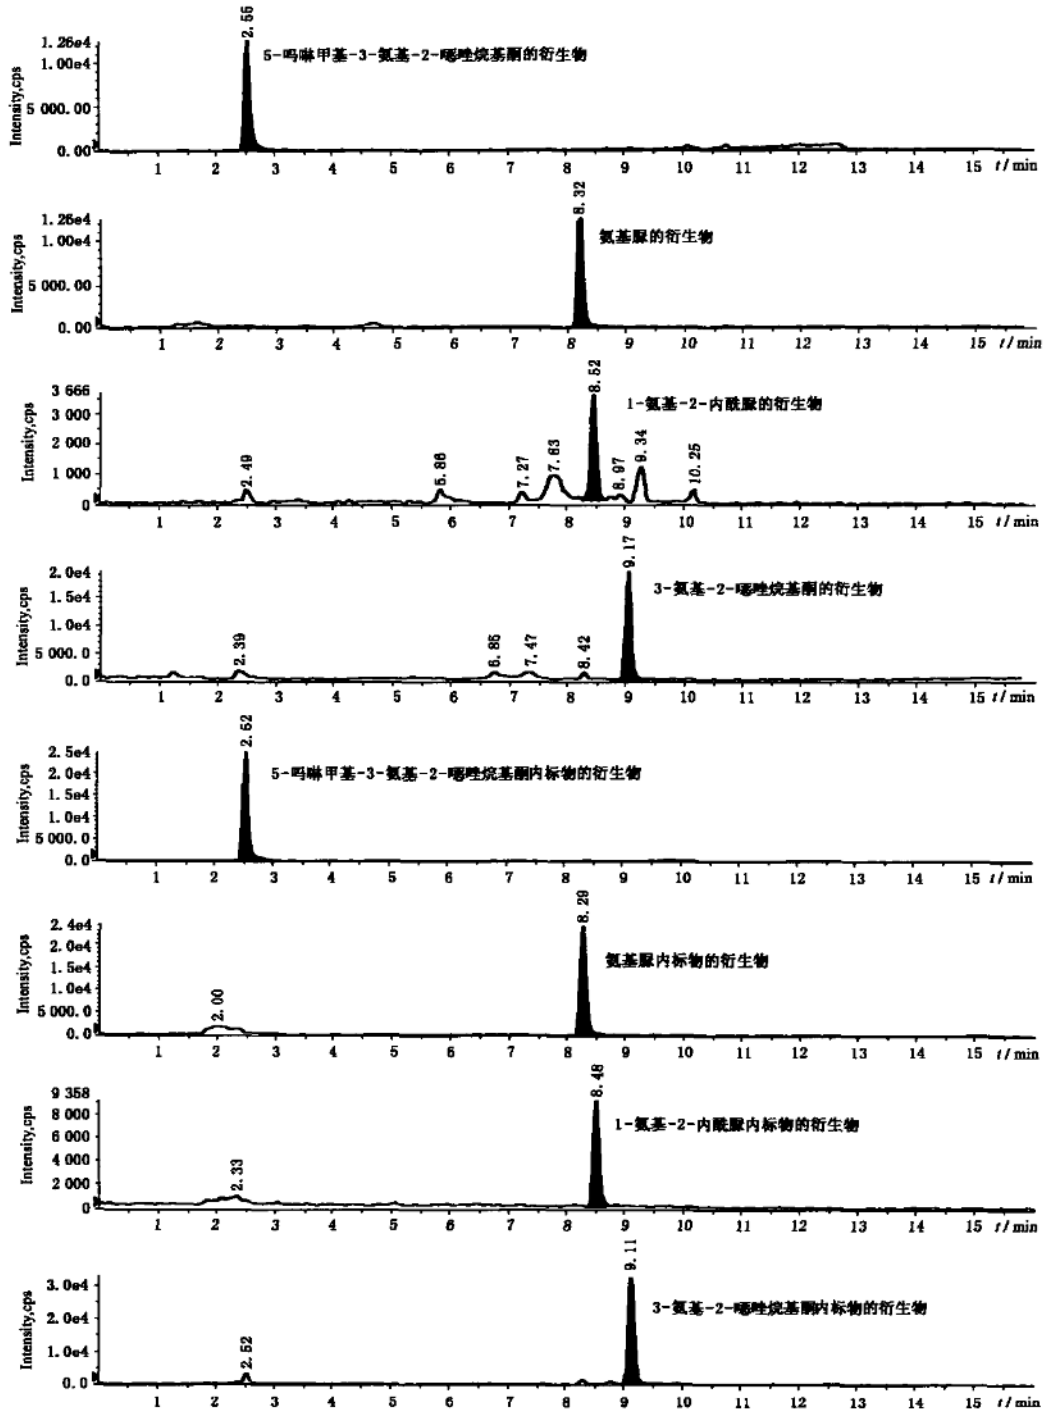 2.55
1.26e4
1.00e4
5 000.00
0.00
Intensity,cps
5-吗啉甲基-3-氨基-2-噁唑烷基酮的衍生物
1 2 3 4 5 6 7 8 9 10 11 12 13 14 15 t/min
8.32
1.26e4
1.00e4
5 000.00
0.00
Intensity,cps
氨基脲的衍生物
1 2 3 4 5 6 7 8 9 10 11 12 13 14 15 t/min
3 666
3 000
2 000
1 000
0
Intensity,cps
2.49 5.86 7.27 7.63 8.52 8.97 9.34 10.25
1-氨基-2-内酰脲的衍生物
1 2 3 4 5 6 7 8 9 10 11 12 13 14 15 t/min
2.0e4
1.5e4
1.0e4
5 000.0
0.0
Intensity,cps
2.39 6.85 7.47 8.42 9.17
3-氨基-2-噁唑烷基酮的衍生物
1 2 3 4 5 6 7 8 9 10 11 12 13 14 15 t/min
2.52
2.5e4
2.0e4
1.5e4
1.0e4
5 000.0
0.0
Intensity,cps
5-吗啉甲基-3-氨基-2-噁唑烷基酮内标物的衍生物
1 2 3 4 5 6 7 8 9 10 11 12 13 14 15 t/min
2.4e4
2.0e4
1.5e4
1.0e4
5 000.0
0.0
Intensity,cps
2.00 8.29
氨基脲内标物的衍生物
1 2 3 4 5 6 7 8 9 10 11 12 13 14 15 t/min
9 358
8 000
6 000
4 000
2 000
0
Intensity,cps
2.33 8.48
1-氨基-2-内酰脲内标物的衍生物
1 2 3 4 5 6 7 8 9 10 11 12 13 14 15 t/min
3.0e4
2.0e4
1.0e4
0.0
Intensity,cps
2.52 9.11
3-氨基-2-噁唑烷基酮内标物的衍生物
1 2 3 4 5 6 7 8 9 10 11 12 13 14 15 t/min